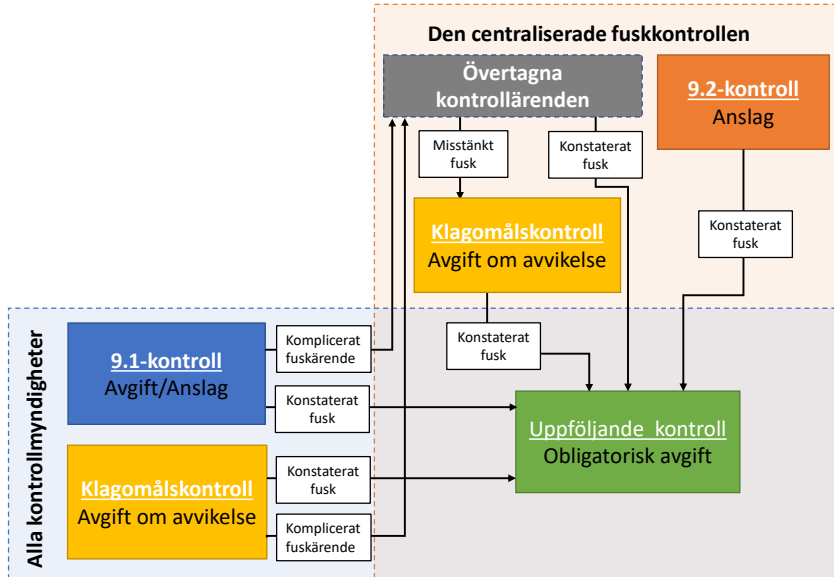 Den centraliserade fuskkontrollen
Övertagna
kontrollärenden
9.2-kontroll
Anslag
Misstänkt
fusk
Konstaterat
fusk
Klagomålskontroll
Avgift om avvikelse
Konstaterat
fusk
Konstaterat
fusk
Alla kontrollmyndigheter
9.1-kontroll
Avgift/Anslag
Komplicerat
fuskärende
Konstaterat
fusk
Uppföljande kontroll
Obligatorisk avgift
Klagomålskontroll
Avgift om avvikelse
Konstaterat
fusk
Komplicerat
fuskärende